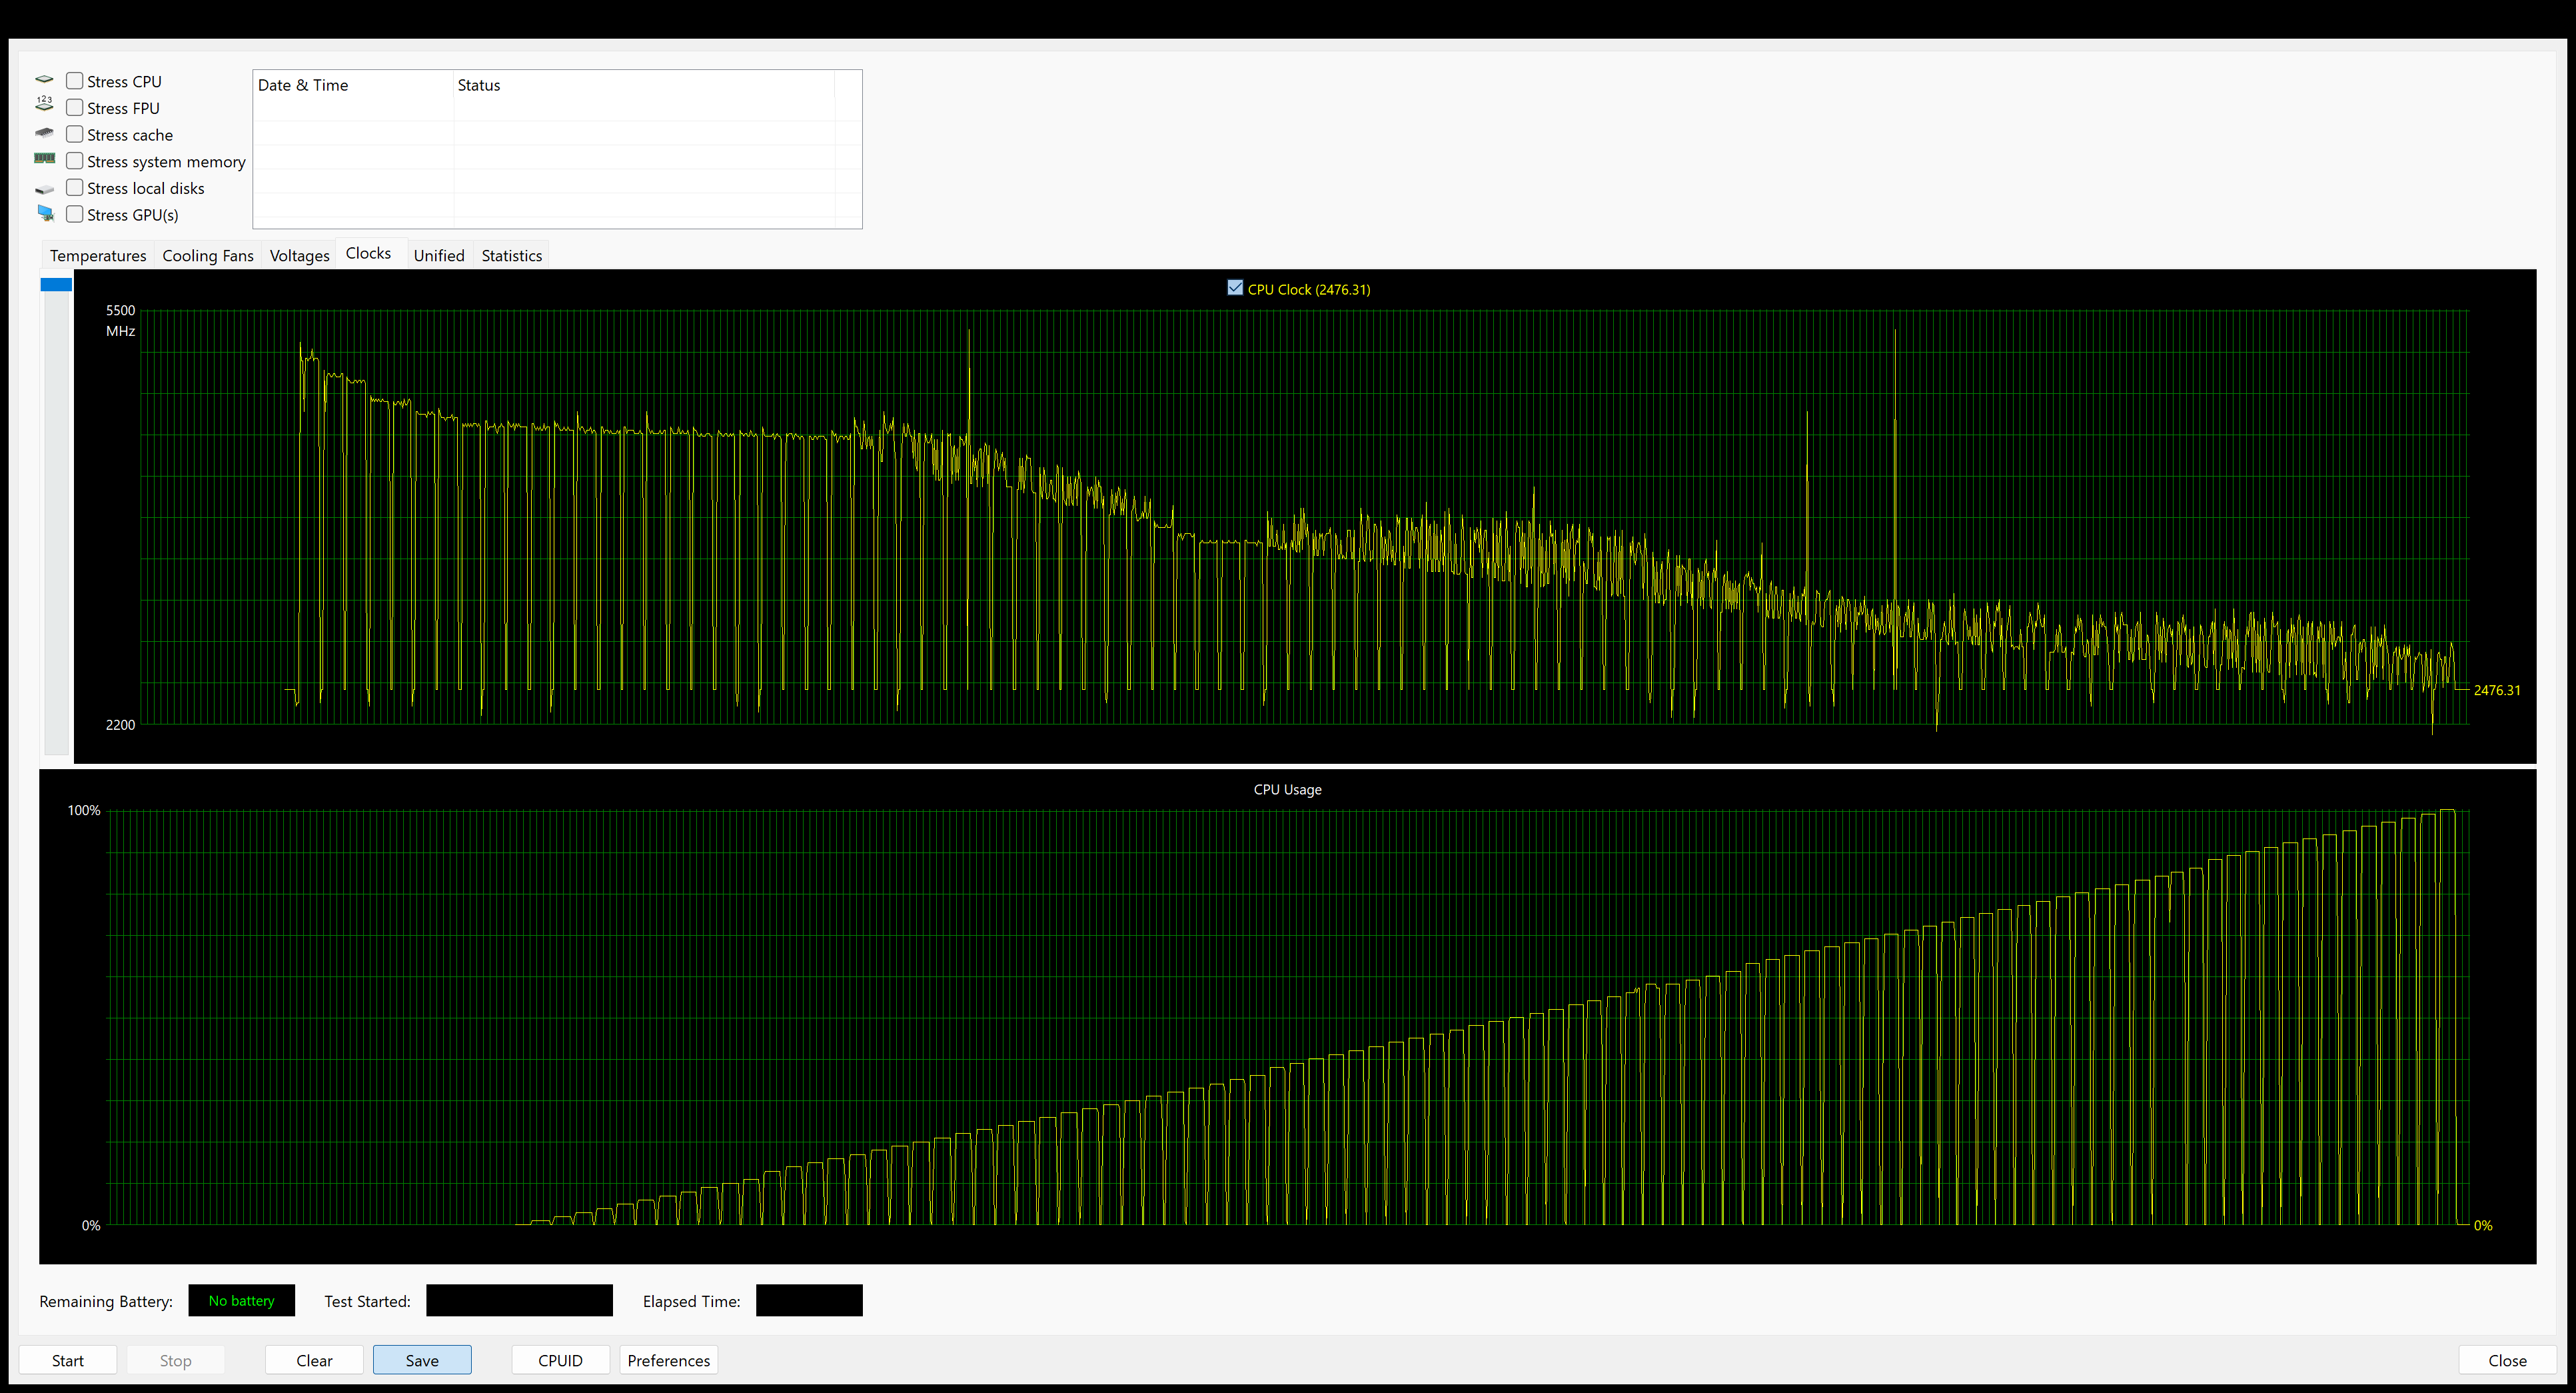 Stress CPU
123
Stress FPU
Stress cache
Stress system memory
Stress local disks
Stress GPU(s)
Date & Time Status
Temperatures Cooling Fans Voltages Clocks Unified Statistics
CPU Clock (2476.31)
5500
MHz
2476.31
2200
CPU Usage
100%
0%
0%
Remaining Battery: No battery Test Started: Elapsed Time:
Start Stop Clear Save CPUID Preferences Close